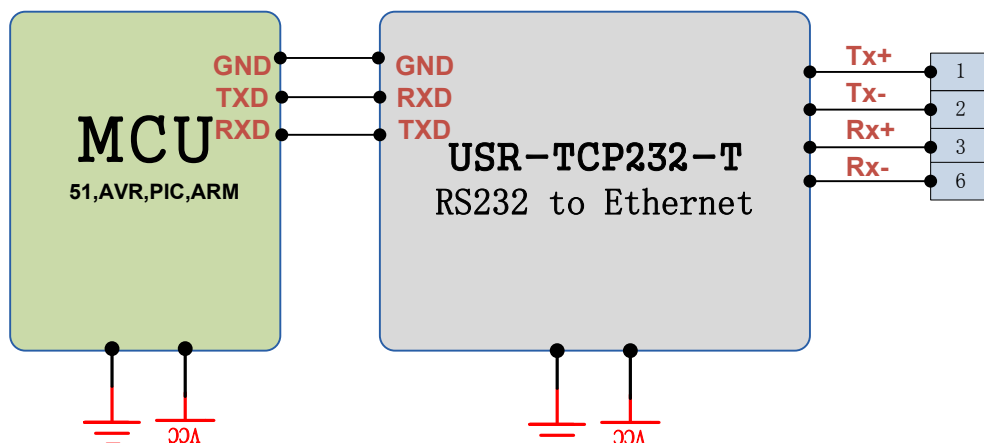 GND
TXD
RXD
MCU
51,AVR,PIC,ARM
GND
RXD
TXD
USR-TCP232-T
RS232 to Ethernet
Tx+
Tx-
Rx+
Rx-
1
2
3
6
VCC
VCC